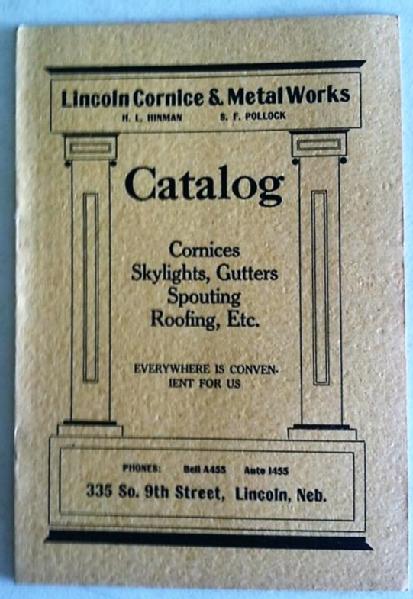 Lincoln Cornice & Metal Works
H. L. HINMAN S. F. POLLOCK
Catalog
Cornices
Skylights, Gutters
Spouting
Roofing, Etc.
EVERYWHERE IS CONVEN-
IENT FOR US
PHONES: Bell A455 Auto 1455
335 So. 9th Street, Lincoln, Neb.